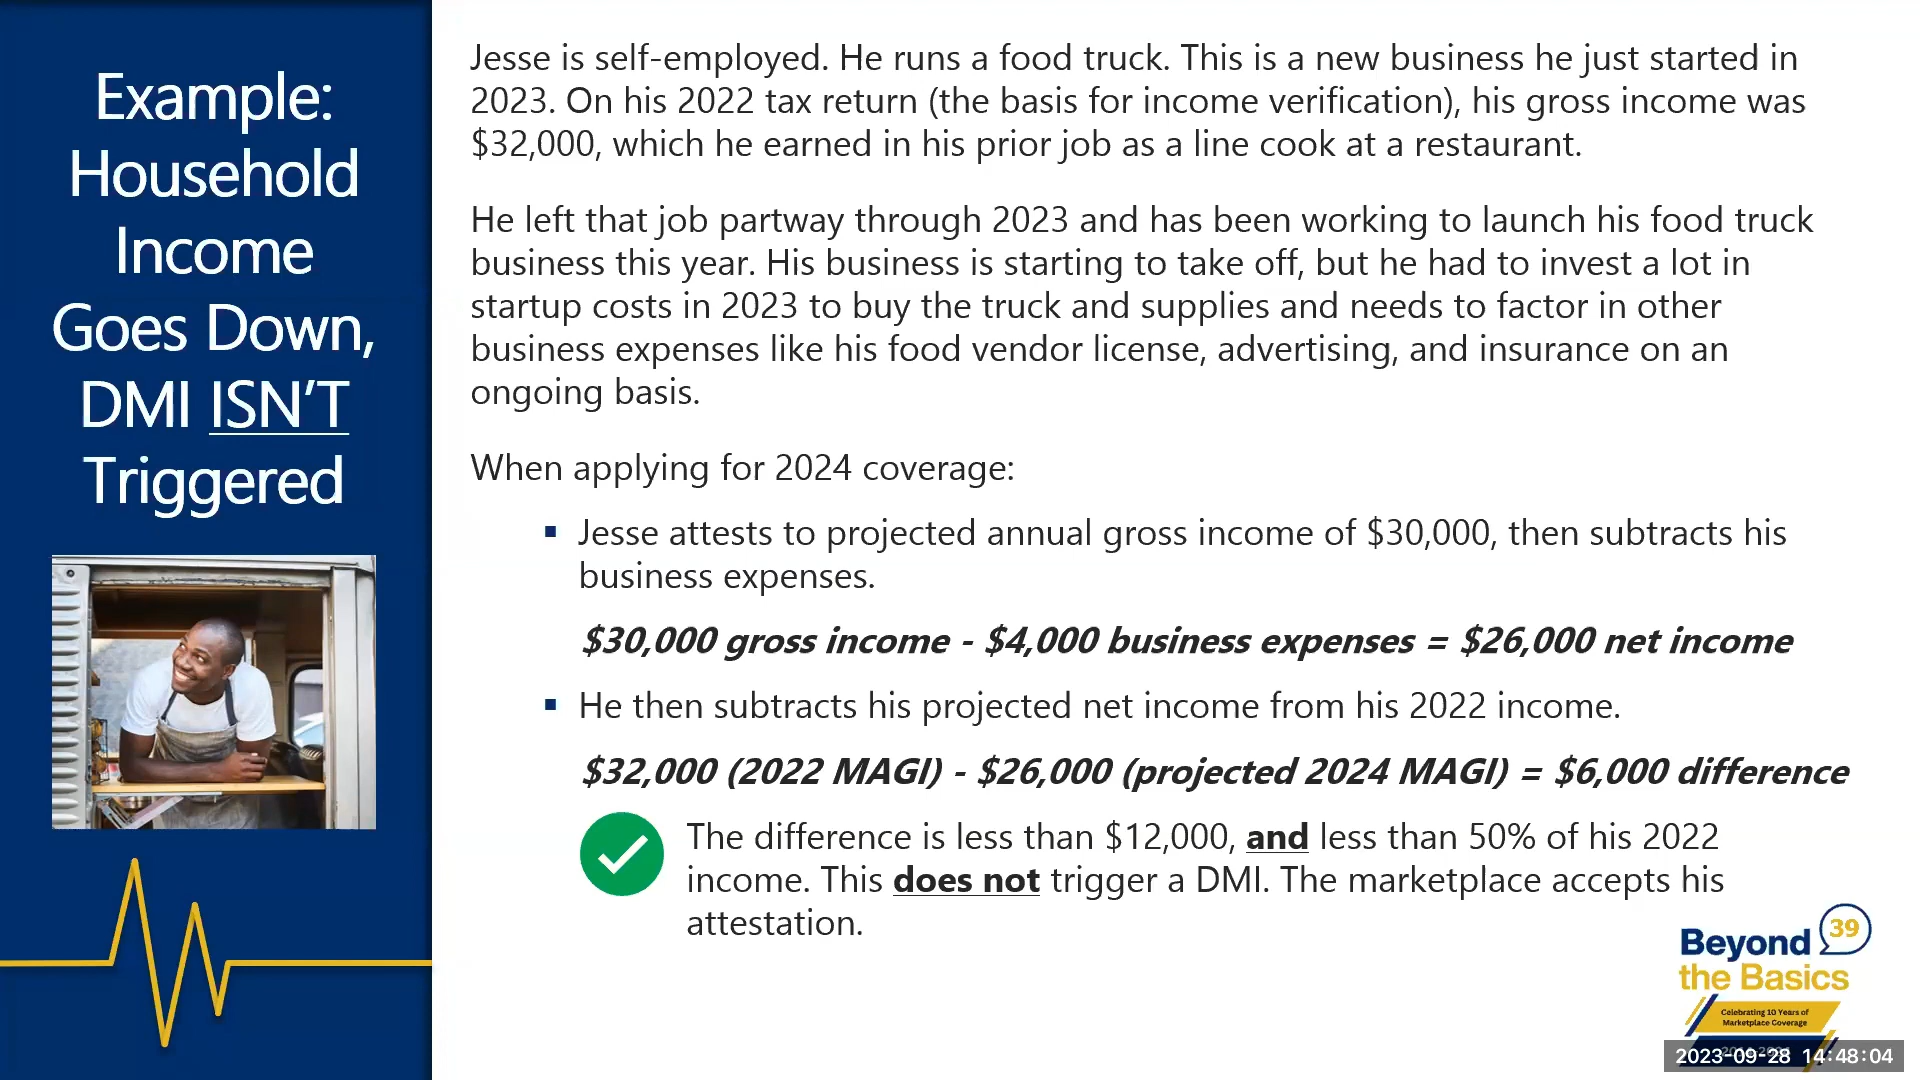 Example:
Household
Income
Goes Down,
DMI ISN'T
Triggered
Jesse is self-employed. He runs a food truck. This is a new business he just started in
2023. On his 2022 tax return (the basis for income verification), his gross income was
$32,000, which he earned in his prior job as a line cook at a restaurant.
He left that job partway through 2023 and has been working to launch his food truck
business this year. His business is starting to take off, but he had to invest a lot in
startup costs in 2023 to buy the truck and supplies and needs to factor in other
business expenses like his food vendor license, advertising, and insurance on an
ongoing basis.
When applying for 2024 coverage:
▪ Jesse attests to projected annual gross income of $30,000, then subtracts his
business expenses.
$30,000 gross income - $4,000 business expenses = $26,000 net income
▪ He then subtracts his projected net income from his 2022 income.
$32,000 (2022 MAGI) - $26,000 (projected 2024 MAGI) = $6,000 difference
The difference is less than $12,000, and less than 50% of his 2022
income. This does not trigger a DMI. The marketplace accepts his
attestation.
39
Beyond
the Basics
Celebrating 10 Years of
Marketplace Coverage
2023-09-28 14:48:04